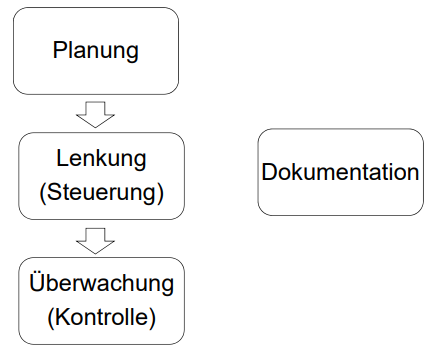 Planung
Lenkung
(Steuerung)
Dokumentation
Überwachung
(Kontrolle)